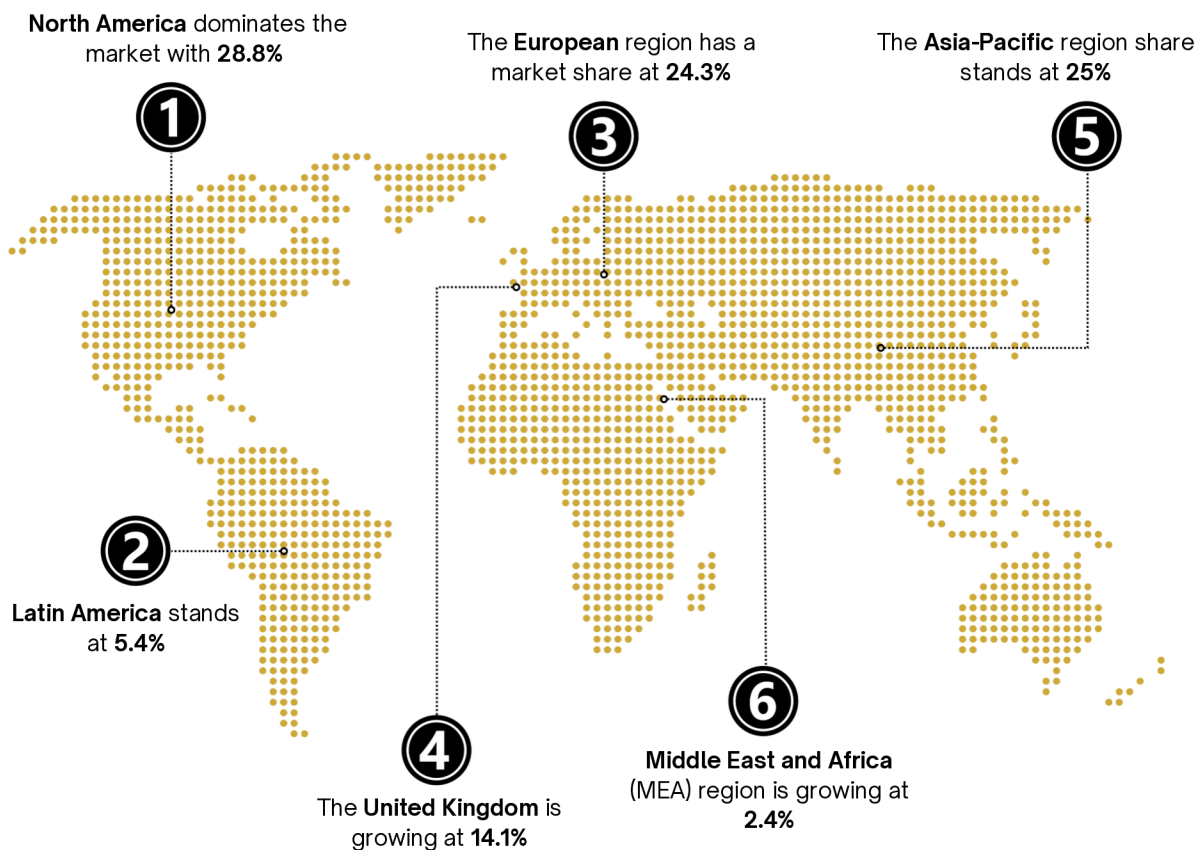 North America dominates the
market with 28.8%
1
The European region has a
market share at 24.3%
3
The Asia-Pacific region share
stands at 25%
5
2
Latin America stands
at 5.4%
4
The United Kingdom is
growing at 14.1%
6
Middle East and Africa
(MEA) region is growing at
2.4%